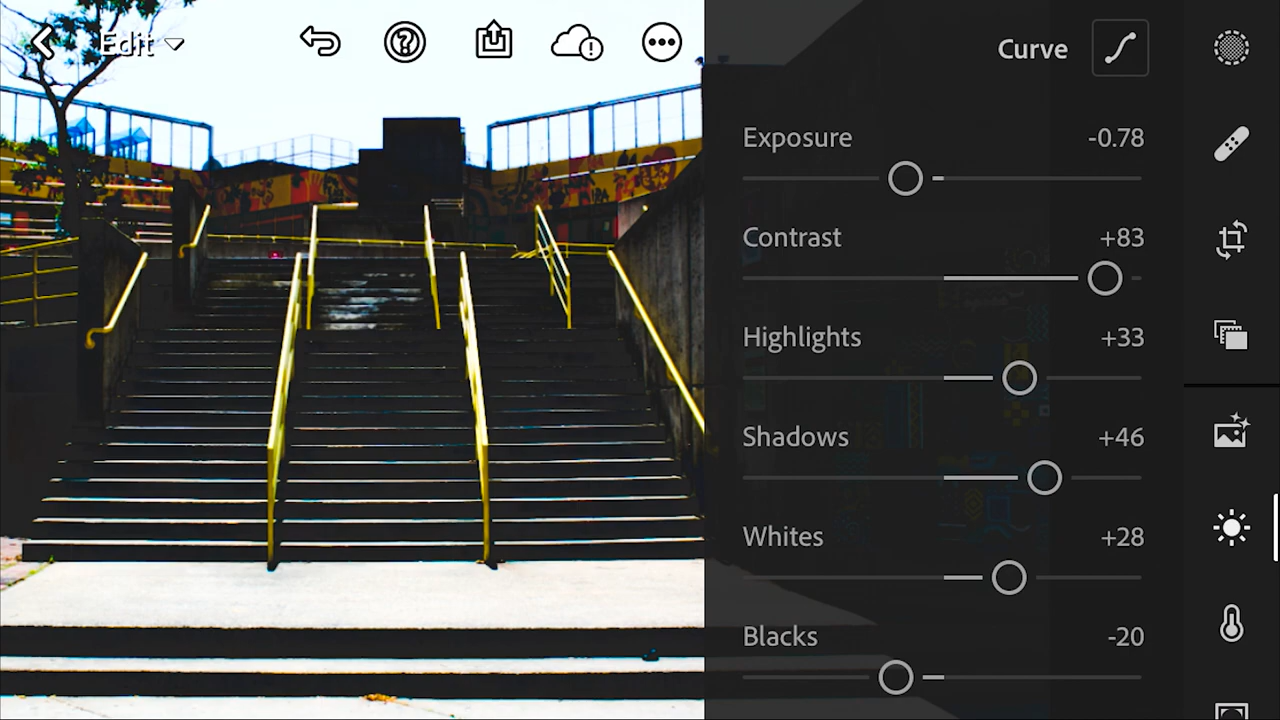 Edit
Curve
Exposure -0.78
Contrast +83
Highlights +33
Shadows +46
Whites +28
Blacks -20